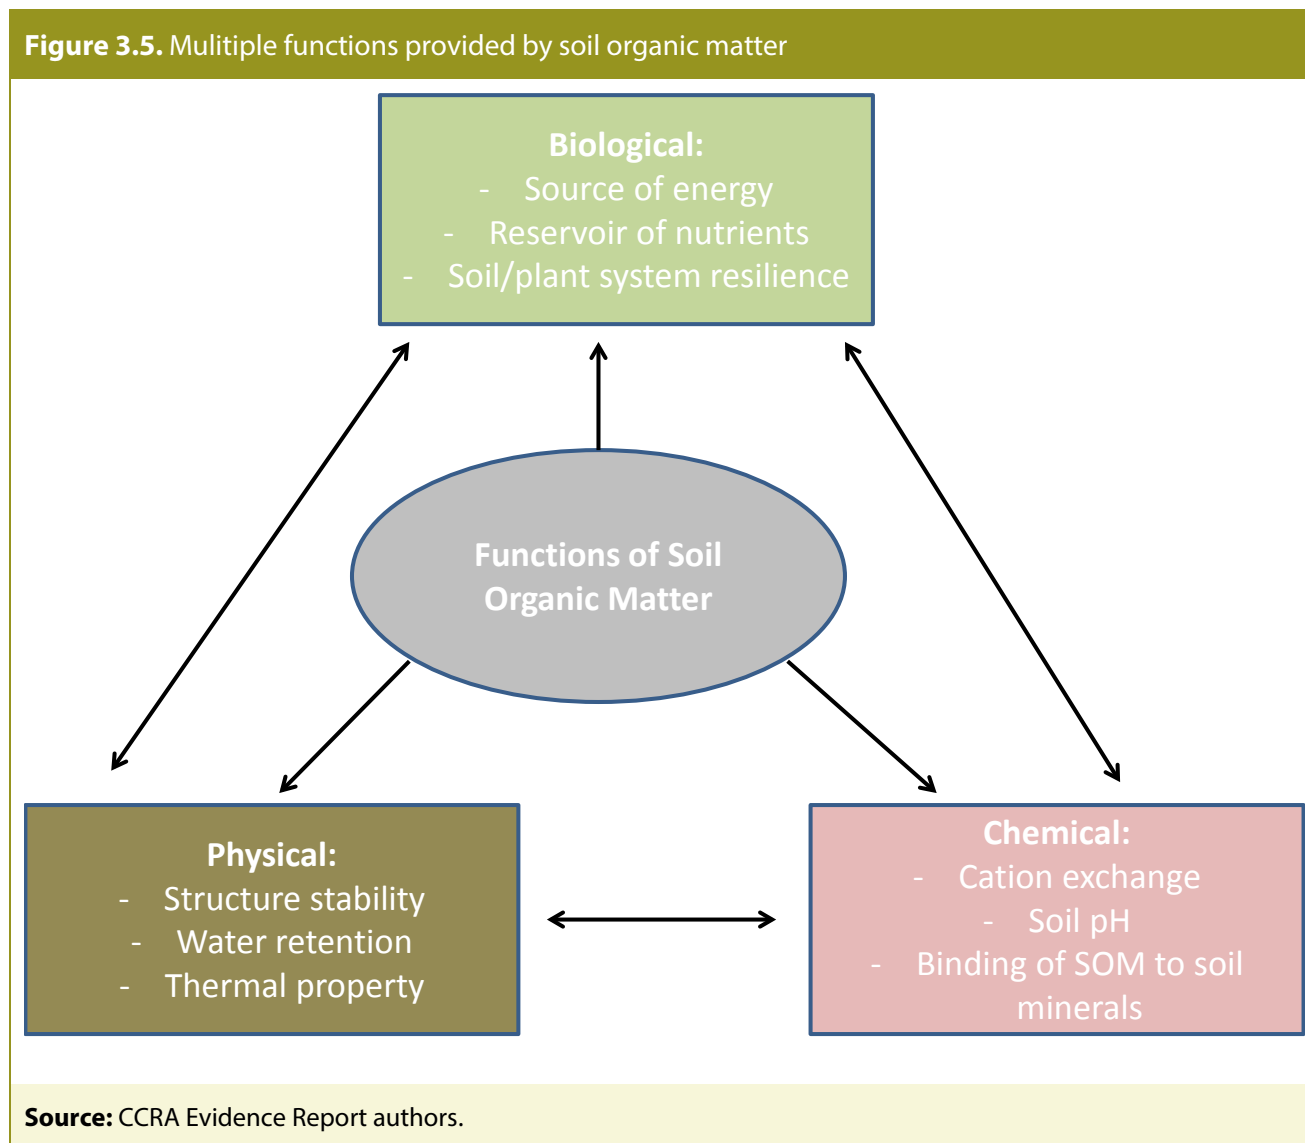 Figure 3.5. Mulitiple functions provided by soil organic matter
Biological:
- Source of energy
- Reservoir of nutrients
- Soil/plant system resilience
Functions of Soil
Organic Matter
Physical:
- Structure stability
- Water retention
- Thermal property
Chemical:
- Cation exchange
- Soil pH
- Binding of SOM to soil
minerals
Source: CCRA Evidence Report authors.